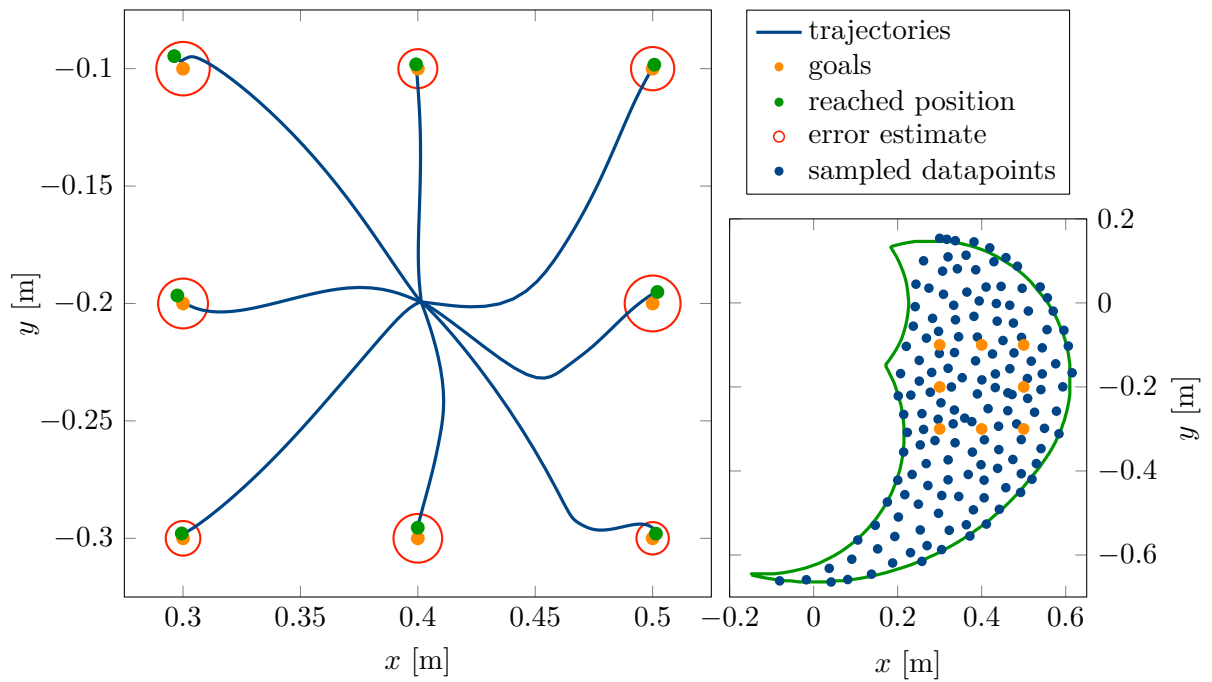 −0.1
−0.15
−0.2
−0.25
−0.3
y [m]
0.3 0.35 0.4 0.45 0.5
x [m]
trajectories
goals
reached position
error estimate
sampled datapoints
0.2
0
−0.2
−0.4
−0.6
y [m]
−0.2 0 0.2 0.4 0.6
x [m]